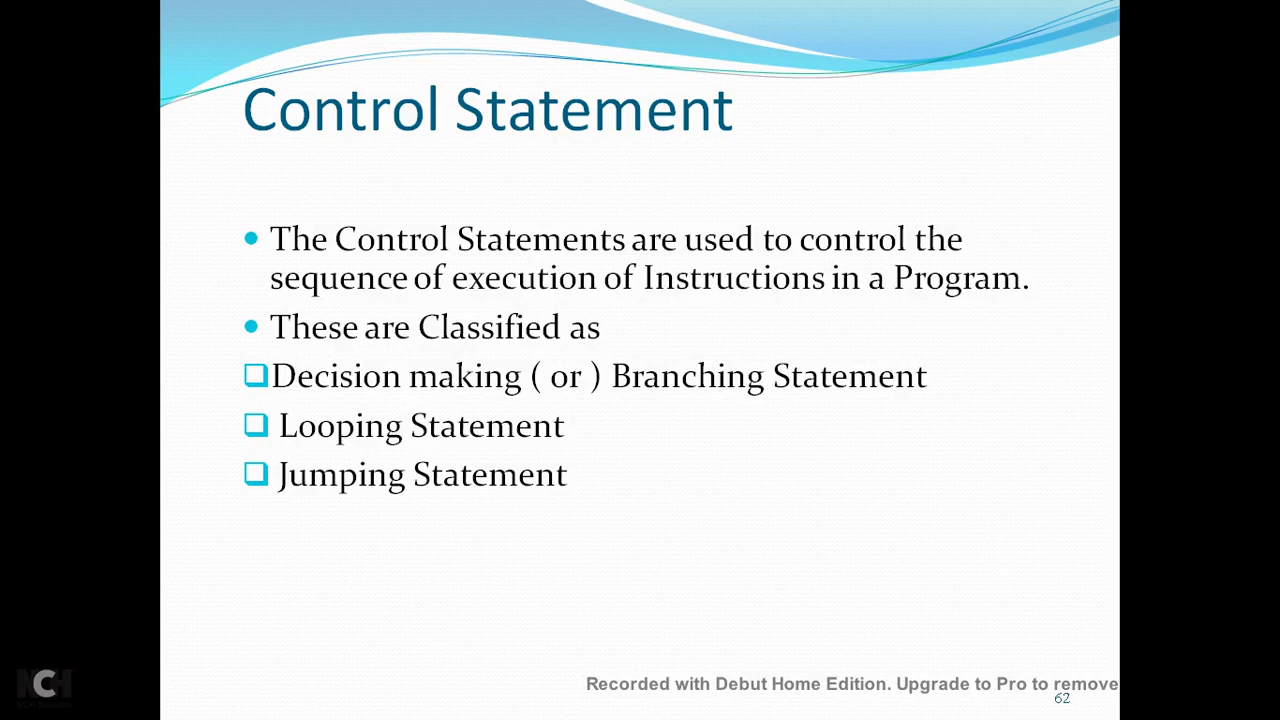 Control Statement
The Control Statements are used to control the
sequence of execution of Instructions in a Program.
These are Classified as
Decision making ( or ) Branching Statement
Looping Statement
Jumping Statement
Recorded with Debut Home Edition. Upgrade to Pro to remove
62
NCH